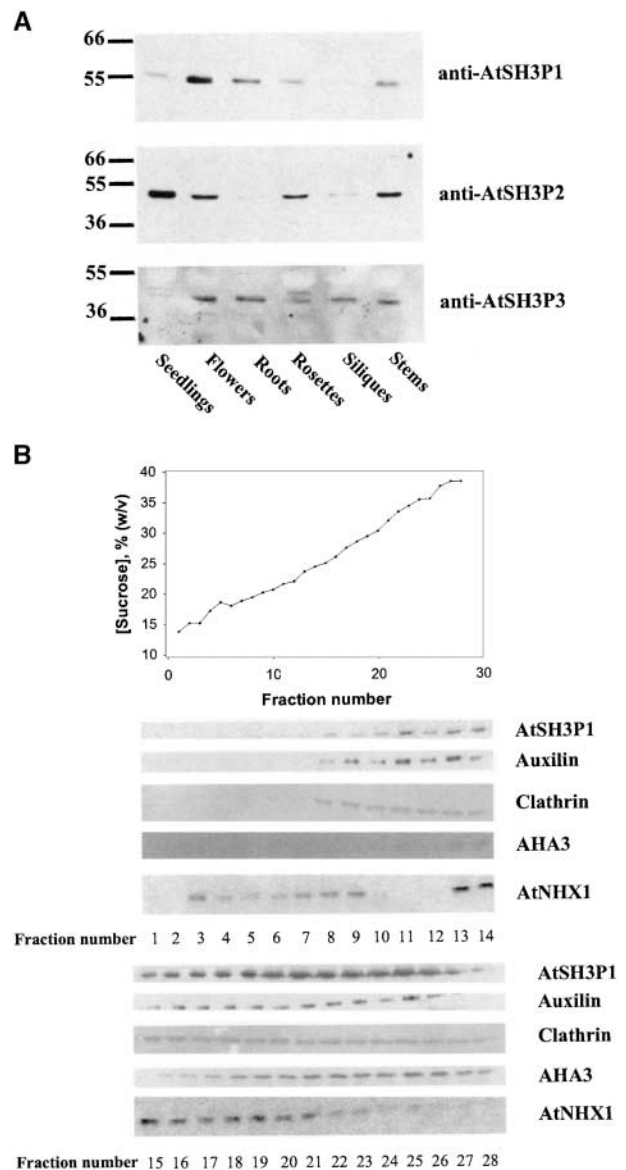 A
66
55
anti-AtSH3P1
66
55
36
anti-AtSH3P2
55
36
anti-AtSH3P3
Seedlings
Flowers
Roots
Rosettes
Siliques
Stems
B
[Sucrose], % (w/v)
40
35
30
25
20
15
10
0 10 20 30
Fraction number
AtSH3P1
Auxilin
Clathrin
AHA3
AtNHX1
Fraction number 1 2 3 4 5 6 7 8 9 10 11 12 13 14
AtSH3P1
Auxilin
Clathrin
AHA3
AtNHX1
Fraction number 15 16 17 18 19 20 21 22 23 24 25 26 27 28